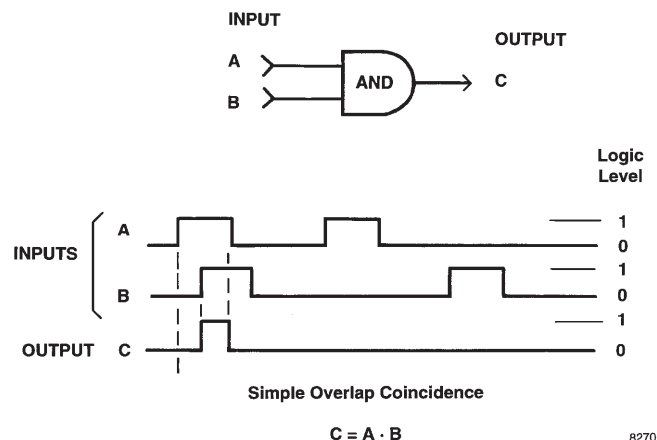 INPUT
OUTPUT
A
AND
C
B
Logic
Level
A
1
0
INPUTS
1
B
0
1
OUTPUT C
0
Simple Overlap Coincidence
C = A · B
8270